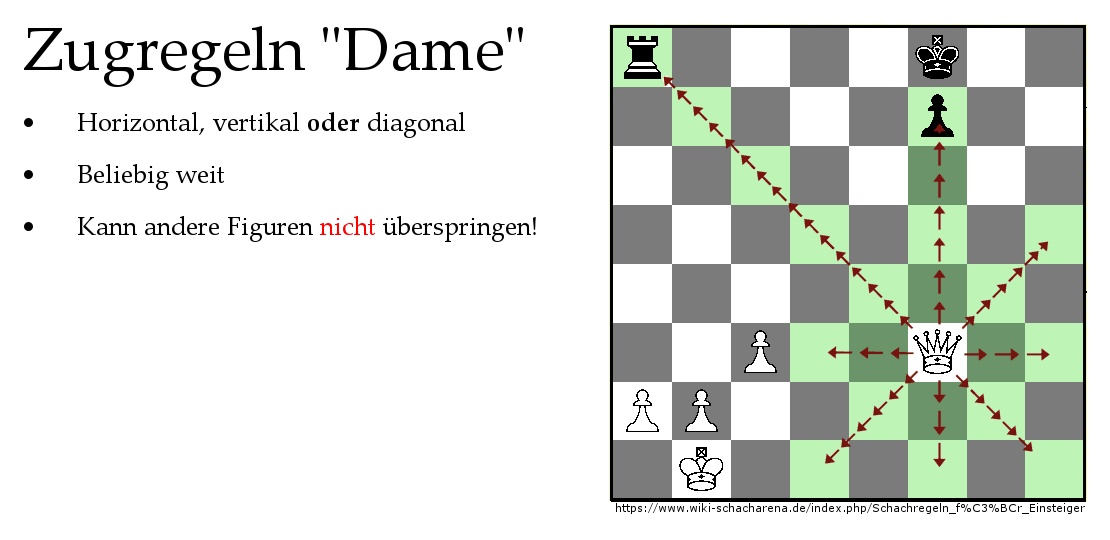 Zugregeln "Dame"
• Horizontal, vertikal oder diagonal
• Beliebig weit
• Kann andere Figuren nicht überspringen!
https://www.wiki-schacharena.de/index.php/Schachregeln_f%C3%BCr_Einsteiger